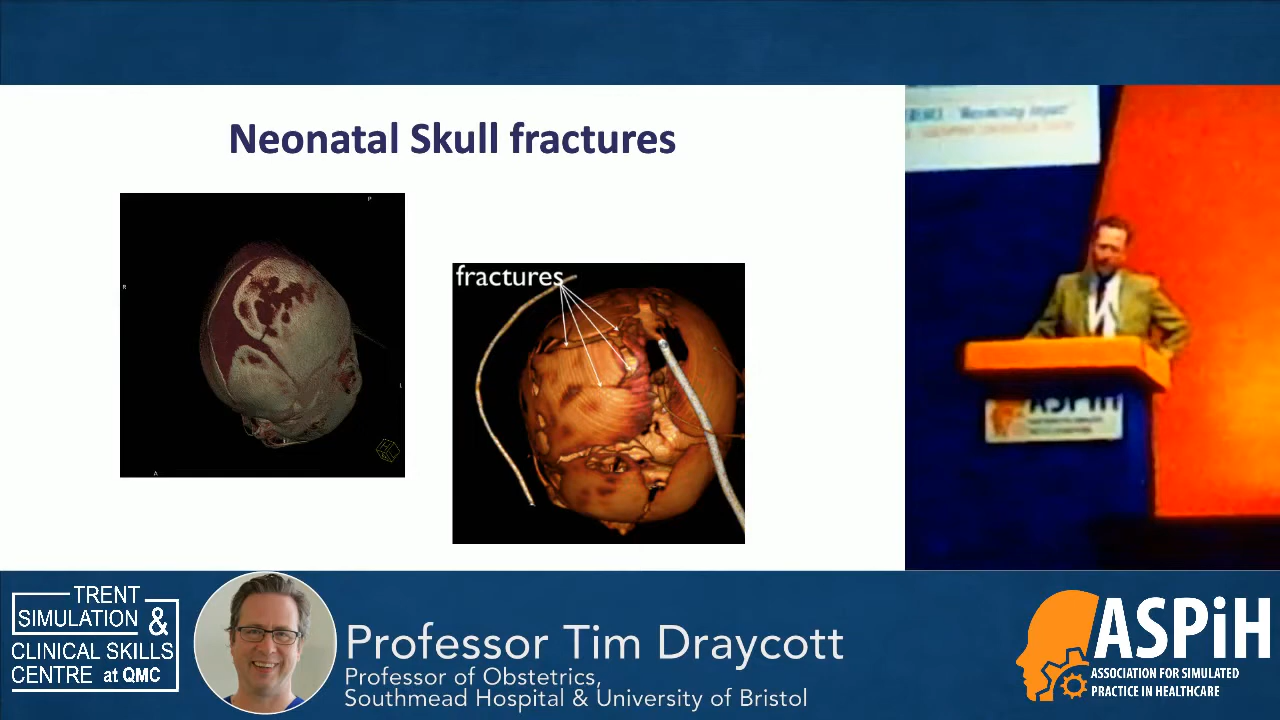 Neonatal Skull fractures
P
R
L
A
fractures
ASPiH
TRENT
SIMULATION &
CLINICAL SKILLS
CENTRE at QMC
Professor Tim Draycott
Professor of Obstetrics,
Southmead Hospital & University of Bristol
ASPiH
ASSOCIATION FOR SIMULATED
PRACTICE IN HEALTHCARE